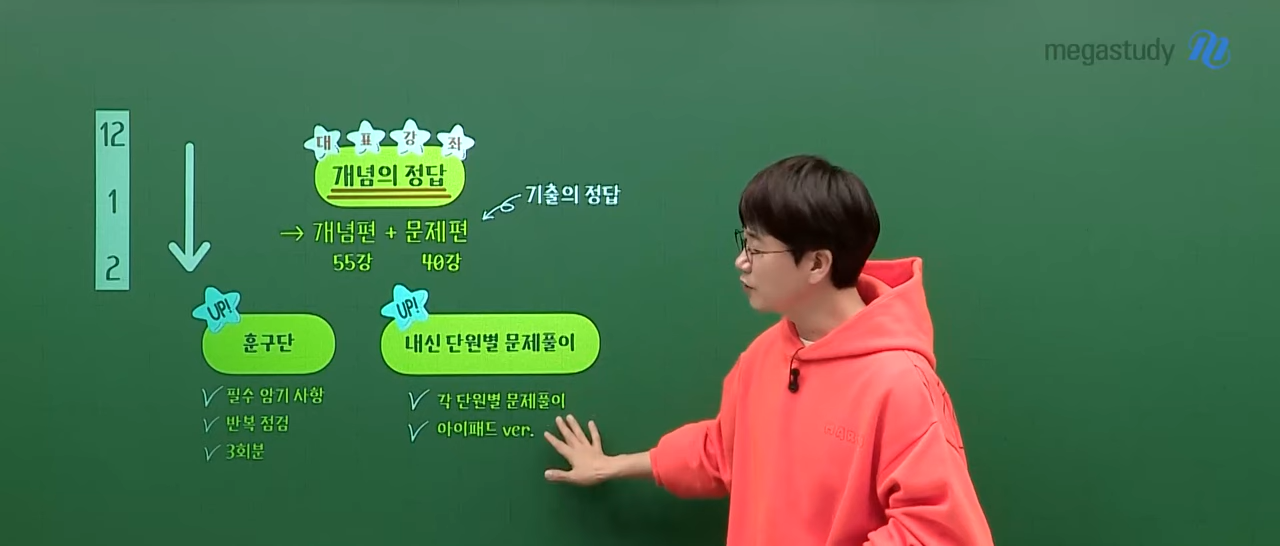 megastudy
12
1
2
대표강좌
개념의 정답
기출의 정답
→ 개념편 + 문제편
55강 40강
UP!
훈구단
✓ 필수 암기 사항
✓ 반복 점검
✓ 3회분
UP!
내신 단원별 문제풀이
✓ 각 단원별 문제풀이
✓ 아이패드 ver.